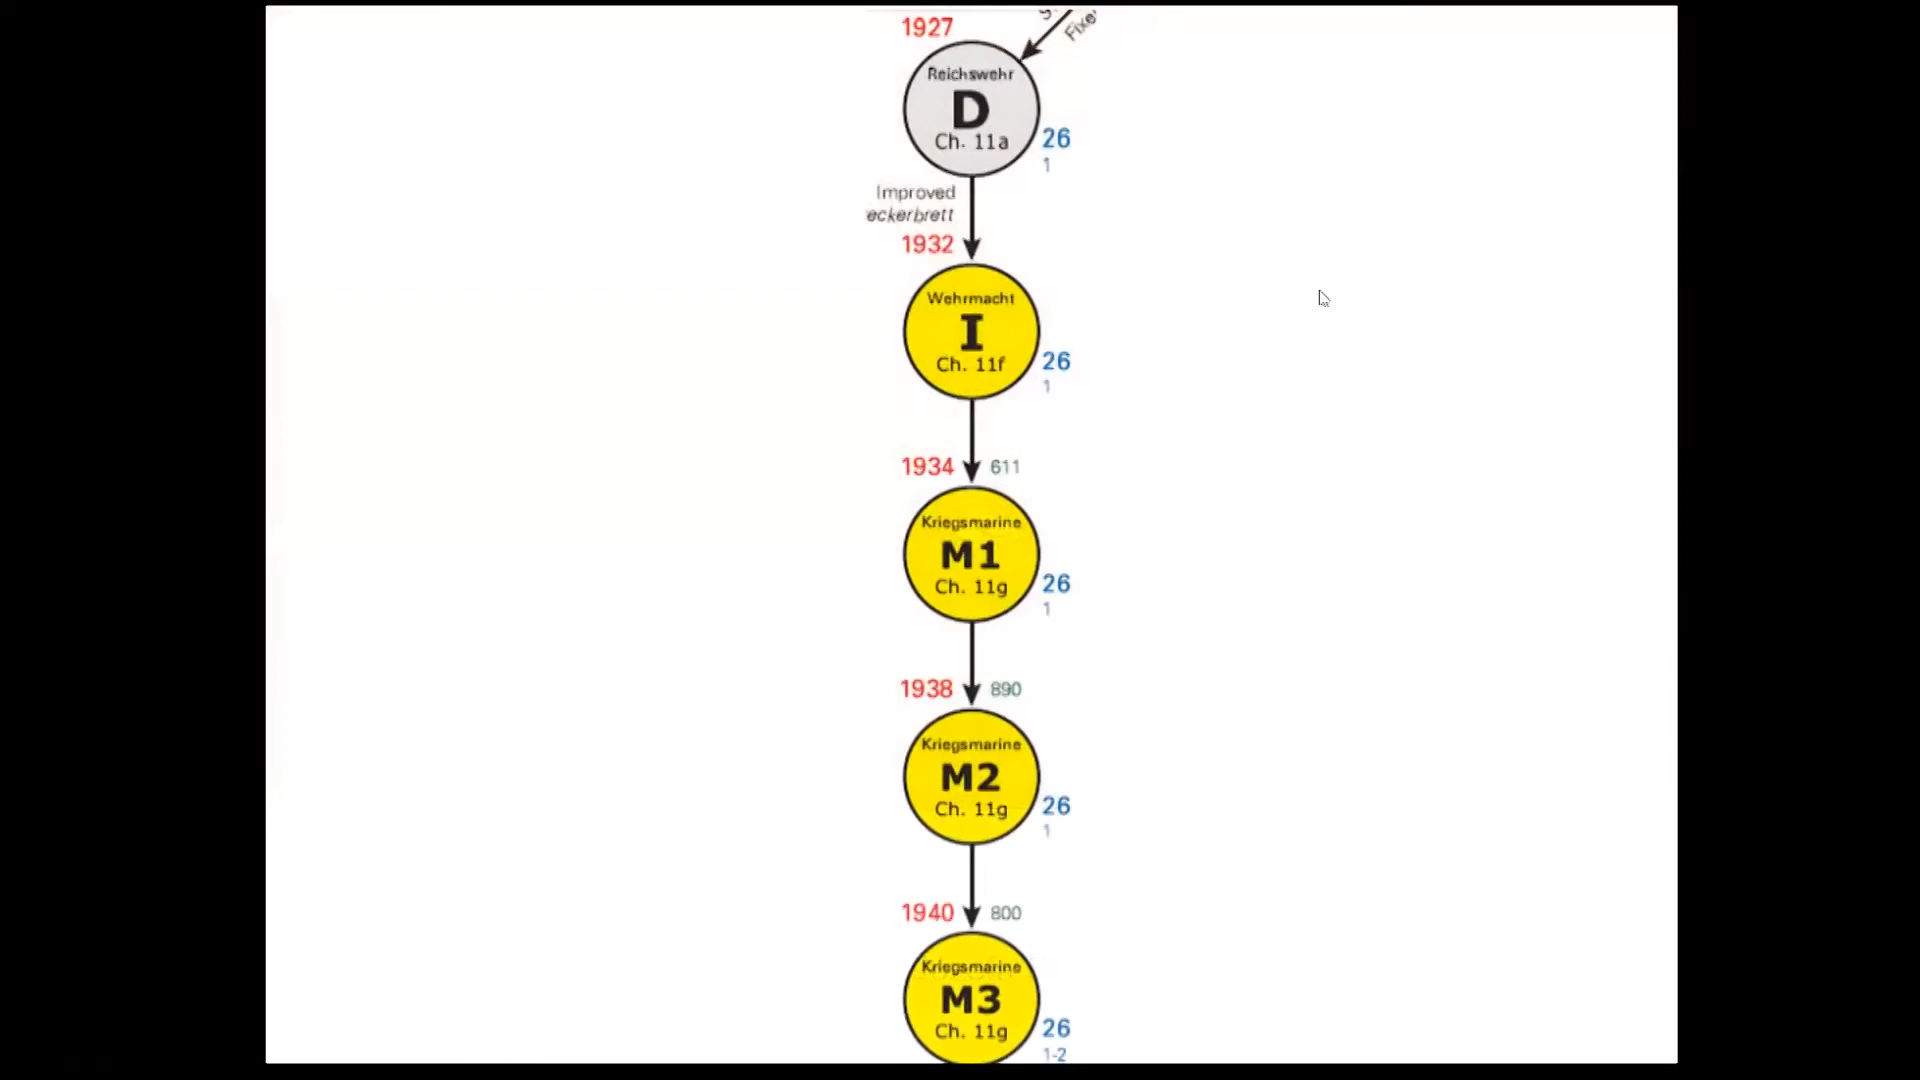 1927
Reichswehr
D
Ch. 11a
26
1
Improved
eckerbrett
1932
Wehrmacht
I
Ch. 11f
26
1
1934
611
Kriegsmarine
M1
Ch. 11g
26
1
1938
890
Kriegsmarine
M2
Ch. 11g
26
1
1940
800
Kriegsmarine
M3
Ch. 11g
26
1-2